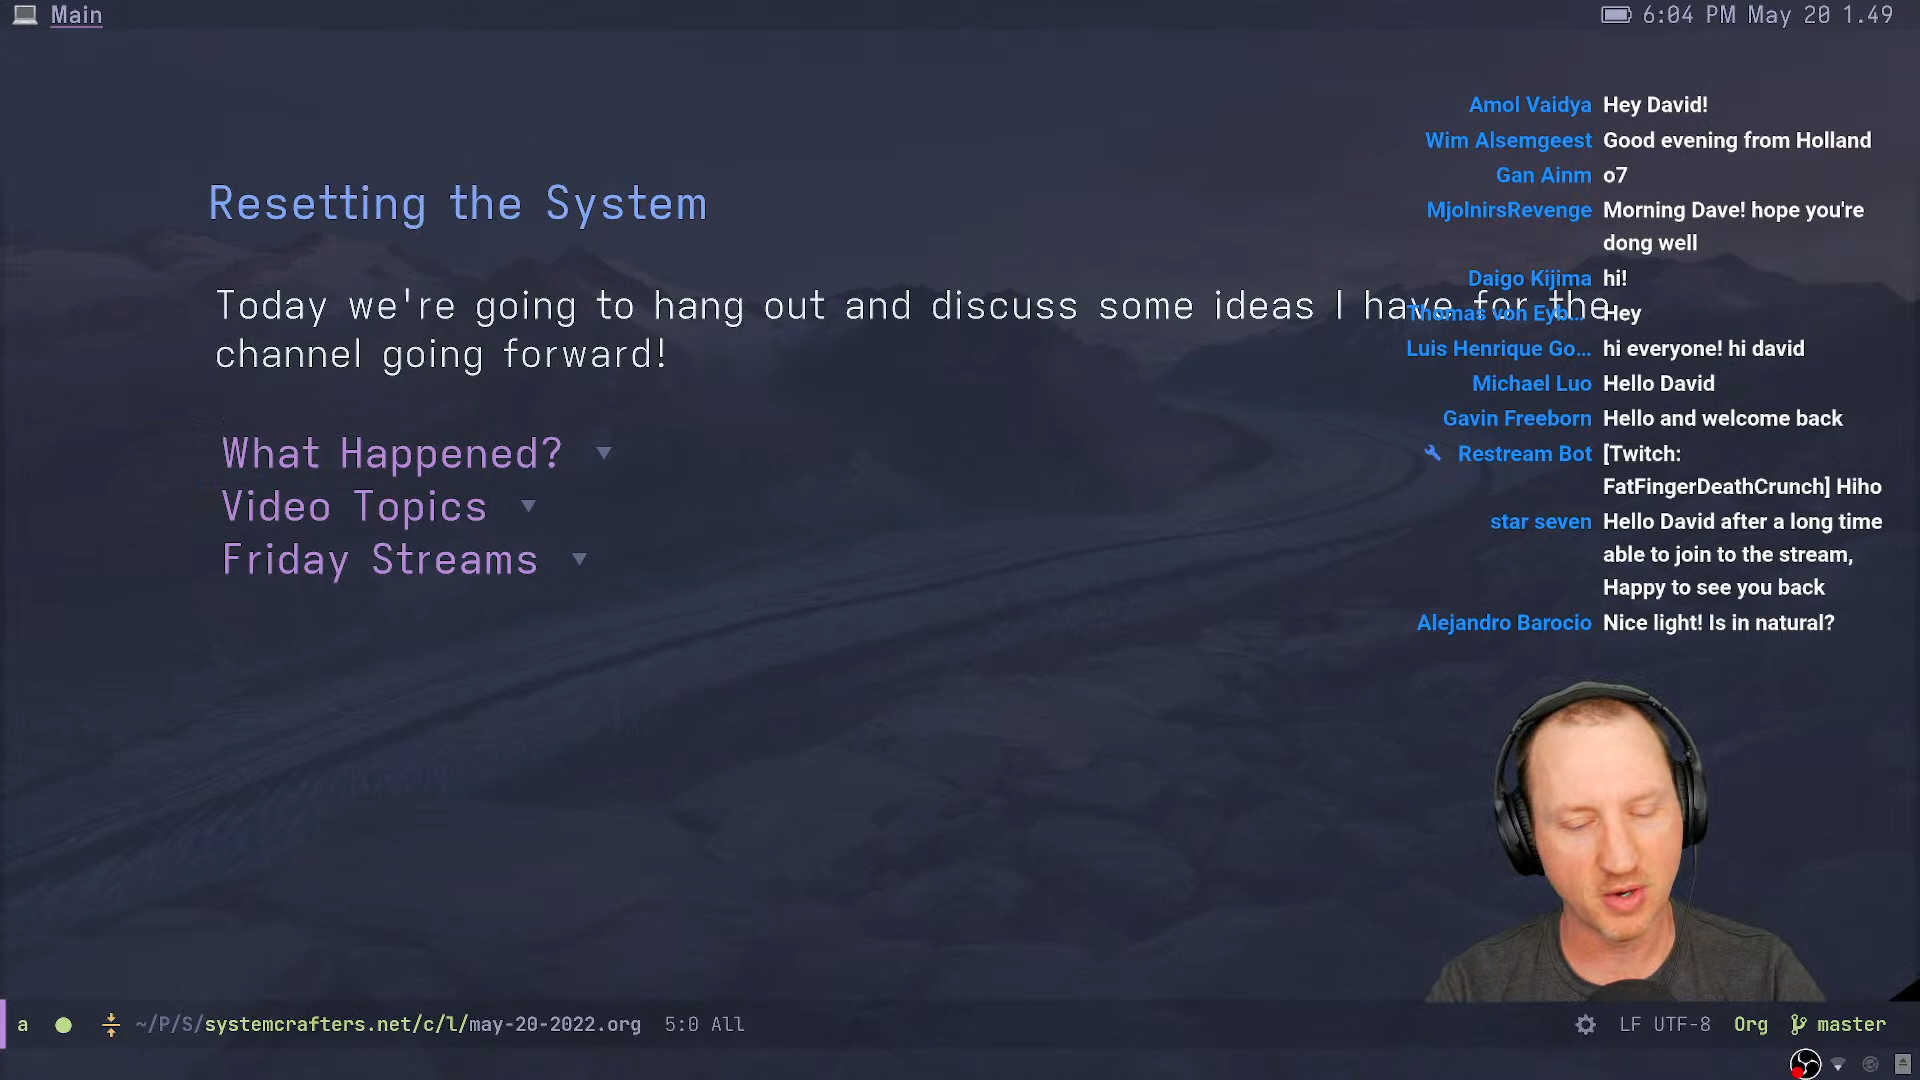 Main
6:04 PM May 20 1.49
Resetting the System
Today we're going to hang out and discuss some ideas I have for the
channel going forward!
What Happened?
Video Topics
Friday Streams
Amol Vaidya Hey David!
Wim Alsemgeest Good evening from Holland
Gan Ainm o7
MjolnirsRevenge Morning Dave! hope you're
dong well
Daigo Kijima hi!
Thomas von Eyb... Hey
Luis Henrique Go... hi everyone! hi david
Michael Luo Hello David
Gavin Freeborn Hello and welcome back
Restream Bot [Twitch:
FatFingerDeathCrunch] Hiho
star seven Hello David after a long time
able to join to the stream,
Happy to see you back
Alejandro Barocio Nice light! Is in natural?
a ~/P/S/systemcrafters.net/c/l/may-20-2022.org 5:0 All
LF UTF-8 Org master